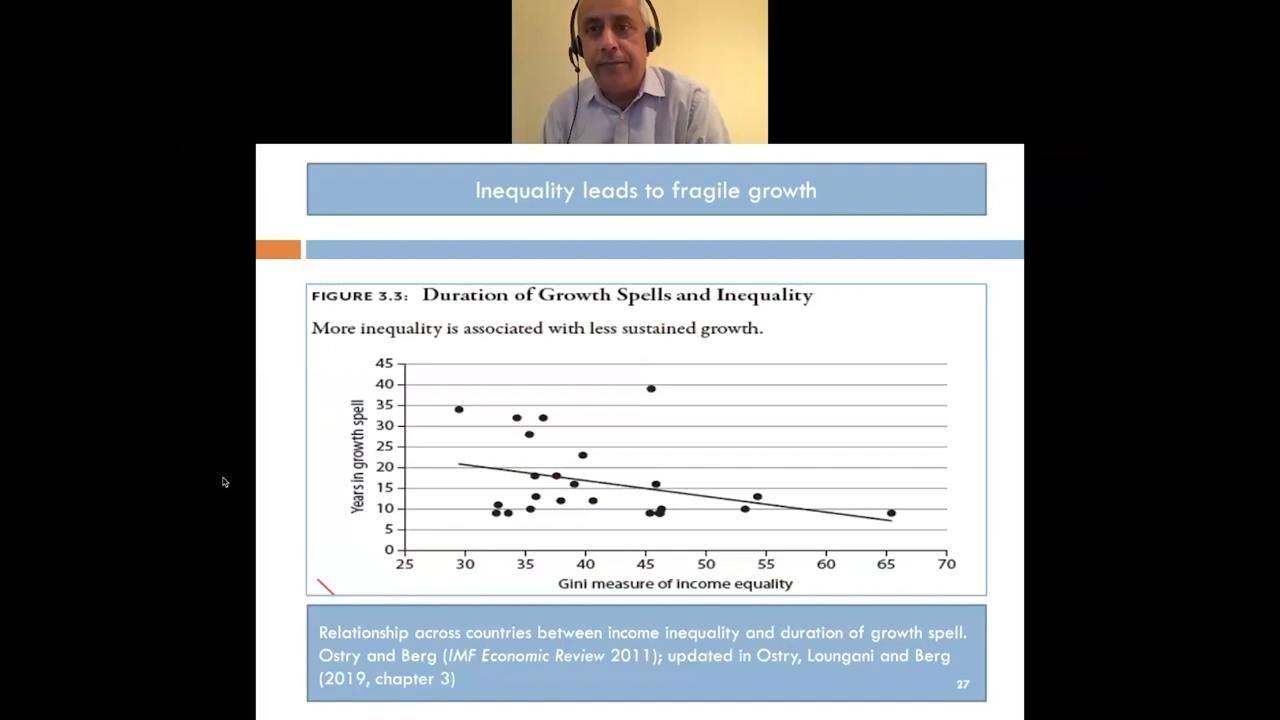 Inequality leads to fragile growth
FIGURE 3.3: Duration of Growth Spells and Inequality
More inequality is associated with less sustained growth.
Years in growth spell
45
40
35
30
25
20
15
10
5
0
25 30 35 40 45 50 55 60 65 70
Gini measure of income equality
Relationship across countries between income inequality and duration of growth spell.
Ostry and Berg (IMF Economic Review 2011); updated in Ostry, Loungani and Berg
(2019, chapter 3)
27